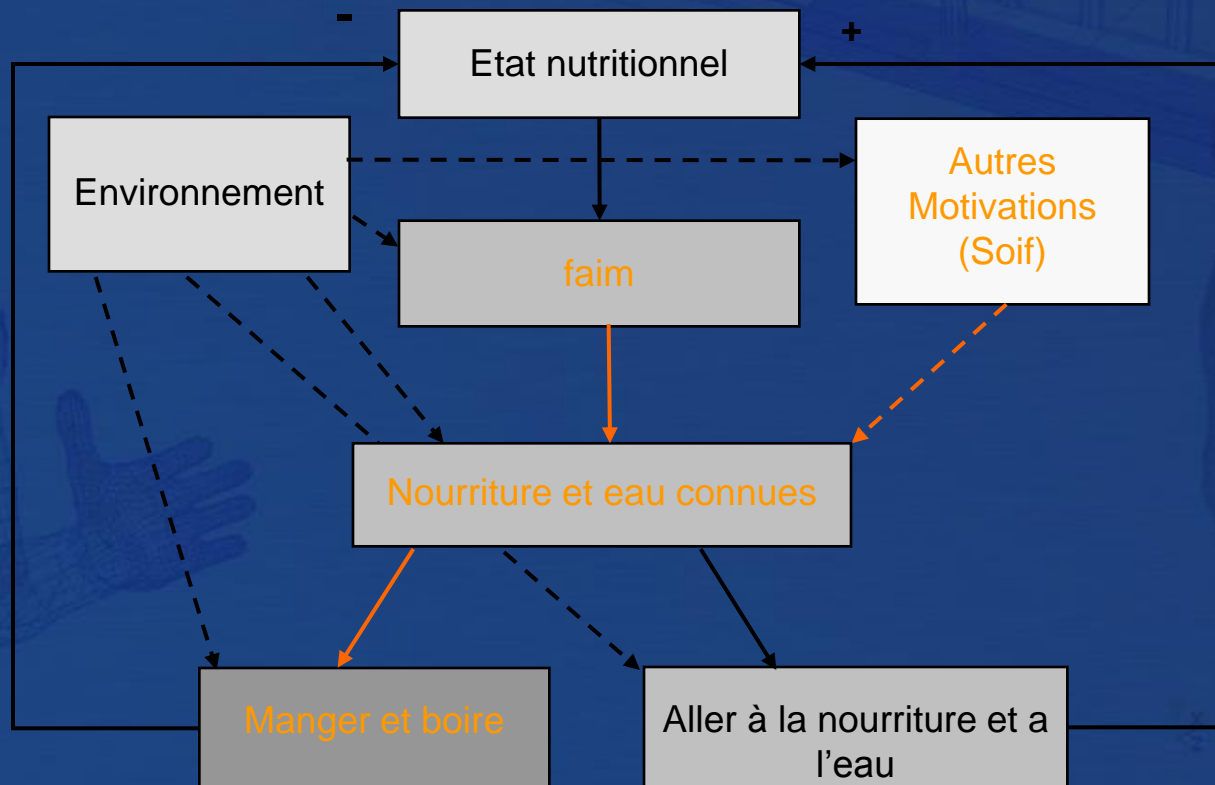 -
+
Etat nutritionnel
Environnement
Autres
Motivations
(Soif)
faim
Nourriture et eau connues
Manger et boire
Aller à la nourriture et a
l’eau